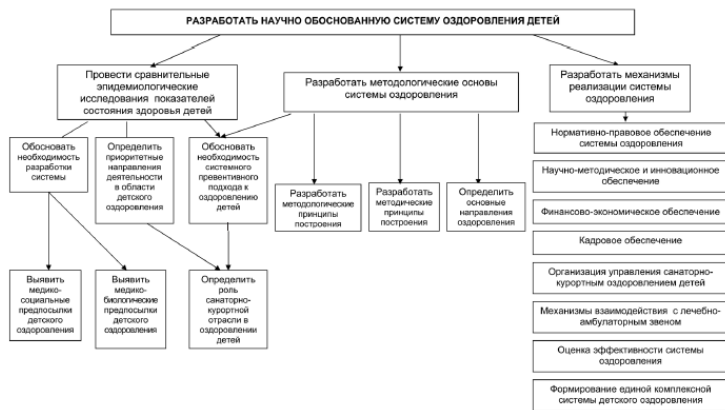 РАЗРАБОТАТЬ НАУЧНО ОБОСНОВАННУЮ СИСТЕМУ ОЗДОРОВЛЕНИЯ ДЕТЕЙ
Провести сравнительные
эпидемиологические
исследования показателей
состояния здоровья детей
Разработать методологические основы
системы оздоровления
Разработать механизмы
реализации системы
оздоровления
Обосновать
необходимость
разработки
системы
Определить
приоритетные
направления
деятельности
в области
детского
оздоровления
Обосновать
необходимость
системного
превентивного
подхода к
оздоровлению
детей
Разработать
методологические
принципы
построения
Разработать
методические
принципы
построения
Определить
основные
направления
оздоровления
Выявить
медико-
социальные
предпосылки
детского
оздоровления
Выявить
медико-
биологические
предпосылки
детского
оздоровления
Определить
роль
санаторно-
курортной
отрасли в
оздоровлении
детей
Нормативно-правовое обеспечение
системы оздоровления
Научно-методическое и инновационное
обеспечение
Финансово-экономическое обеспечение
Кадровое обеспечение
Организация управления санаторно-
курортным оздоровлением детей
Механизмы взаимодействия с лечебно-
амбулаторным звеном
Оценка эффективности системы
оздоровления
Формирование единой комплексной
системы детского оздоровления